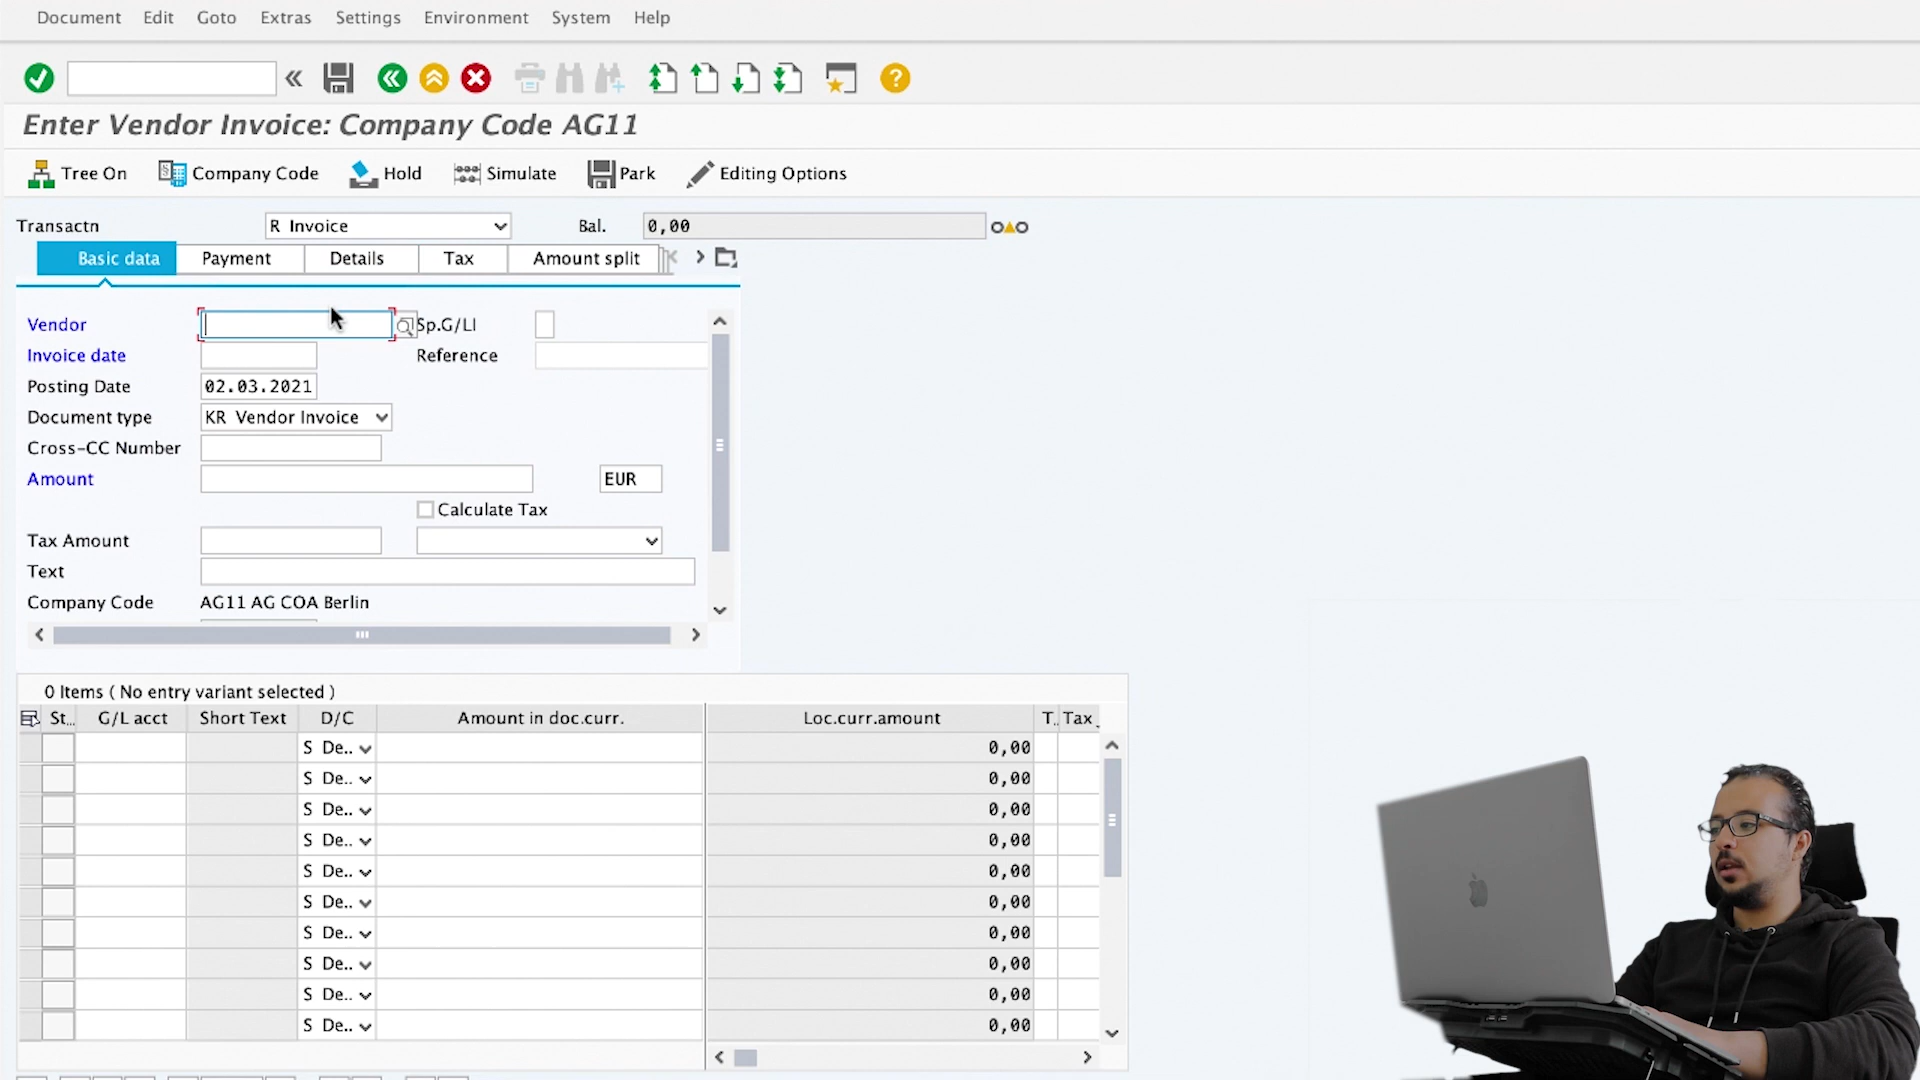 Document Edit Goto Extras Settings Environment System Help
Enter Vendor Invoice: Company Code AG11
Tree On Company Code Hold Simulate Park Editing Options
Transactn R Invoice Bal. 0,00
Basic data Payment Details Tax Amount split
Vendor Sp.G/LI
Invoice date Reference
Posting Date 02.03.2021
Document type KR Vendor Invoice
Cross-CC Number
Amount EUR
Calculate Tax
Tax Amount
Text
Company Code AG11 AG COA Berlin
0 Items ( No entry variant selected )
St.. G/L acct Short Text D/C Amount in doc.curr. Loc.curr.amount T.. Tax
S De.. 0,00
S De.. 0,00
S De.. 0,00
S De.. 0,00
S De.. 0,00
S De.. 0,00
S De.. 0,00
S De.. 0,00
S De.. 0,00
S De.. 0,00